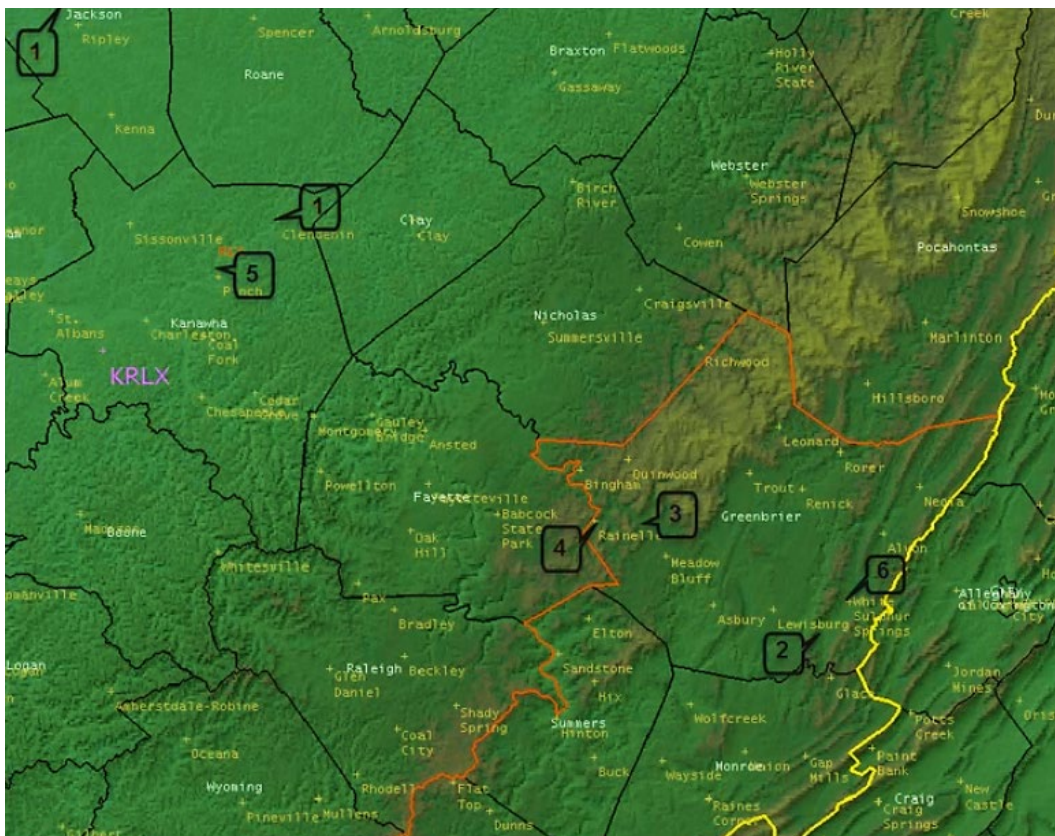 Jackson
Ripley
1
Spencer
Arnoldsburg
Roane
Braxton
Flatwoods
Gassaway
Holly
River
State
Creek
Kenna
Webster
Webster
Springs
Birch
River
Snowshoe
Pocahontas
Sissonville
1
Clendenin
Clay
Clay
Cowen
5
Pinch
St.
Albans
Kanawha
Charleston
Coal
Fork
Nicholas
Summersville
Craigsville
Marlinton
Richwood
KRLX
Alum
Creek
Chesapeake
Cedar
Grove
Hillsboro
Montgomery
Gauley
Bridge
Ansted
Leonard
Rorer
Quinwood
Bingham
Powellton
Fayette
Trout
Renick
Neola
Babcock
State
Park
3
Greenbrier
Madison
Boone
Oak
Hill
4
Rainelle
Alvon
Whitesville
Meadow
Bluff
6
White
Sulphur
Springs
Pax
Bradley
Asbury
Lewisburg
Elton
2
Logan
Raleigh
Beckley
Glen
Daniel
Sandstone
Hix
Jordan
Mines
Amherstdale-Robine
Shady
Spring
Summers
Hinton
Wolfcreek
Potts
Creek
Coal
City
Oceana
Buck
Wayside
Monroe
Union
Gap
Mills
Paint
Bank
Wyoming
Rhodell
Flat
Top
Pineville
Mullens
Dunns
Raines
Corner
Craig
Craig
Springs
New
Castle
Gilbert